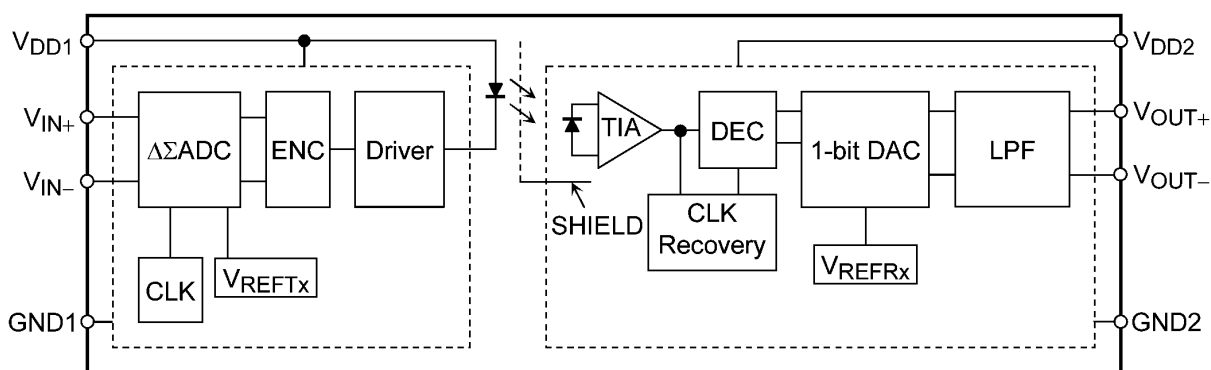 VDD1
VDD2
VIN+
VIN−
ΔΣADC
ENC
Driver
TIA
DEC
1-bit DAC
LPF
VOUT+
VOUT−
SHIELD
CLK
Recovery
CLK
VREFTx
VREFRx
GND1
GND2